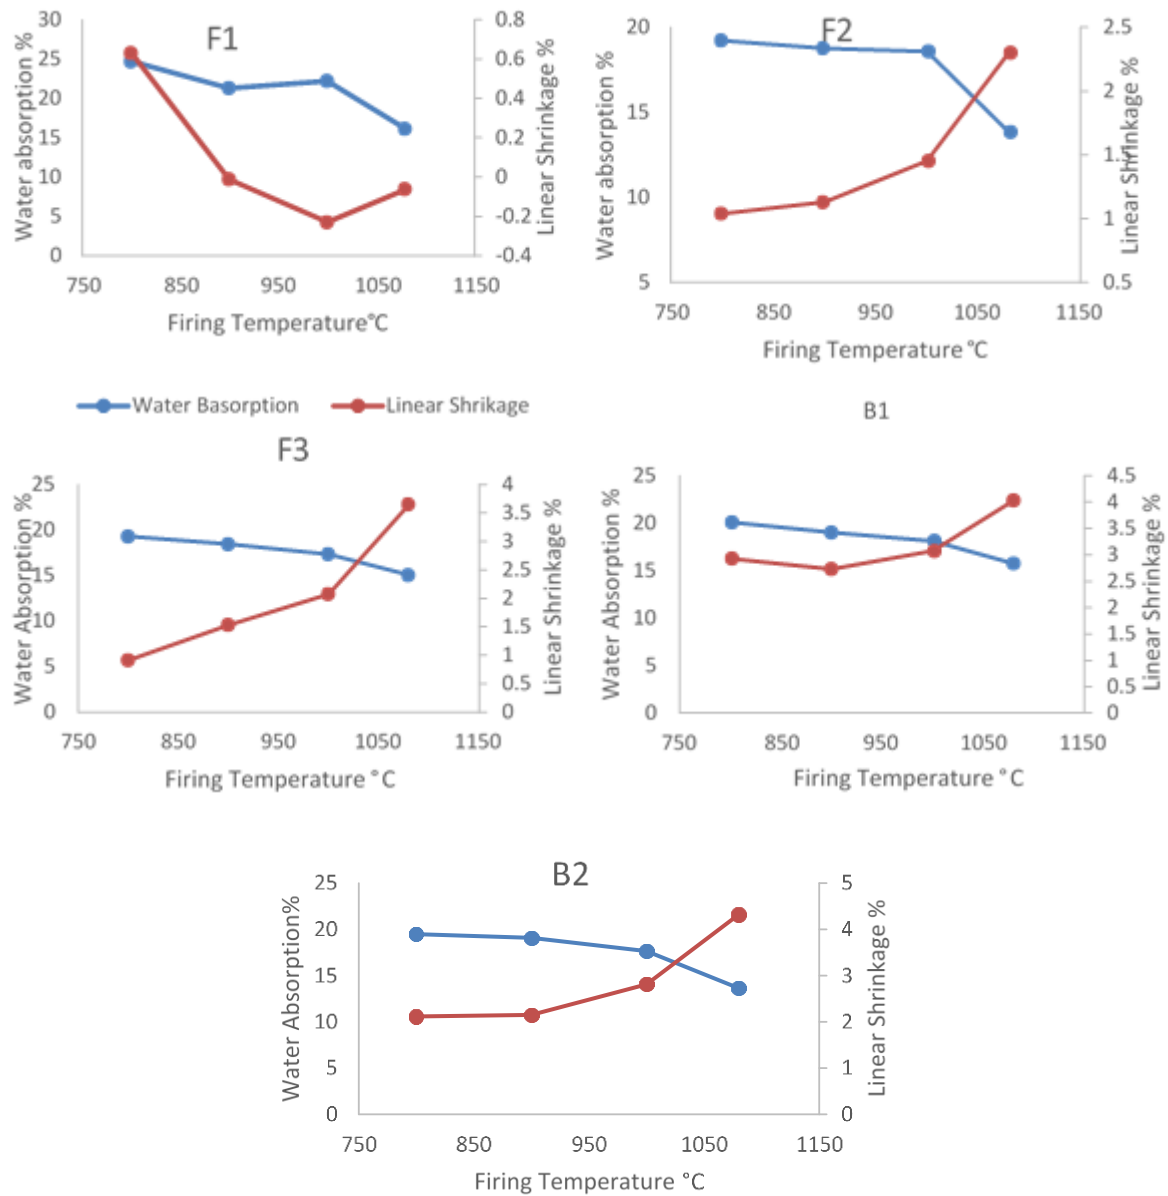 F1
Water absorption %
30
25
20
15
10
5
0
0.8
0.6
0.4
0.2
0
-0.2
-0.4
Linear Shrinkage %
750 850 950 1050 1150
Firing Temperature°C
F2
Water absorption %
20
15
10
5
2.5
2
1.5
1
0.5
Linear Shrinkage %
750 850 950 1050 1150
Firing Temperature °C
Water Basorption Linear Shrikage
F3
Water Absorption %
25
20
15
10
5
0
4
3.5
3
2.5
2
1.5
1
0.5
0
Linear Shrinkage %
750 850 950 1050 1150
Firing Temperature ° C
B1
Water Absorption %
25
20
15
10
5
0
4.5
4
3.5
3
2.5
2
1.5
1
0.5
0
Linear Shrinkage %
750 850 950 1050 1150
Firing Temperature ° C
B2
Water Absorption%
25
20
15
10
5
0
5
4
3
2
1
0
Linear Shrinkage %
750 850 950 1050 1150
Firing Temperature °C